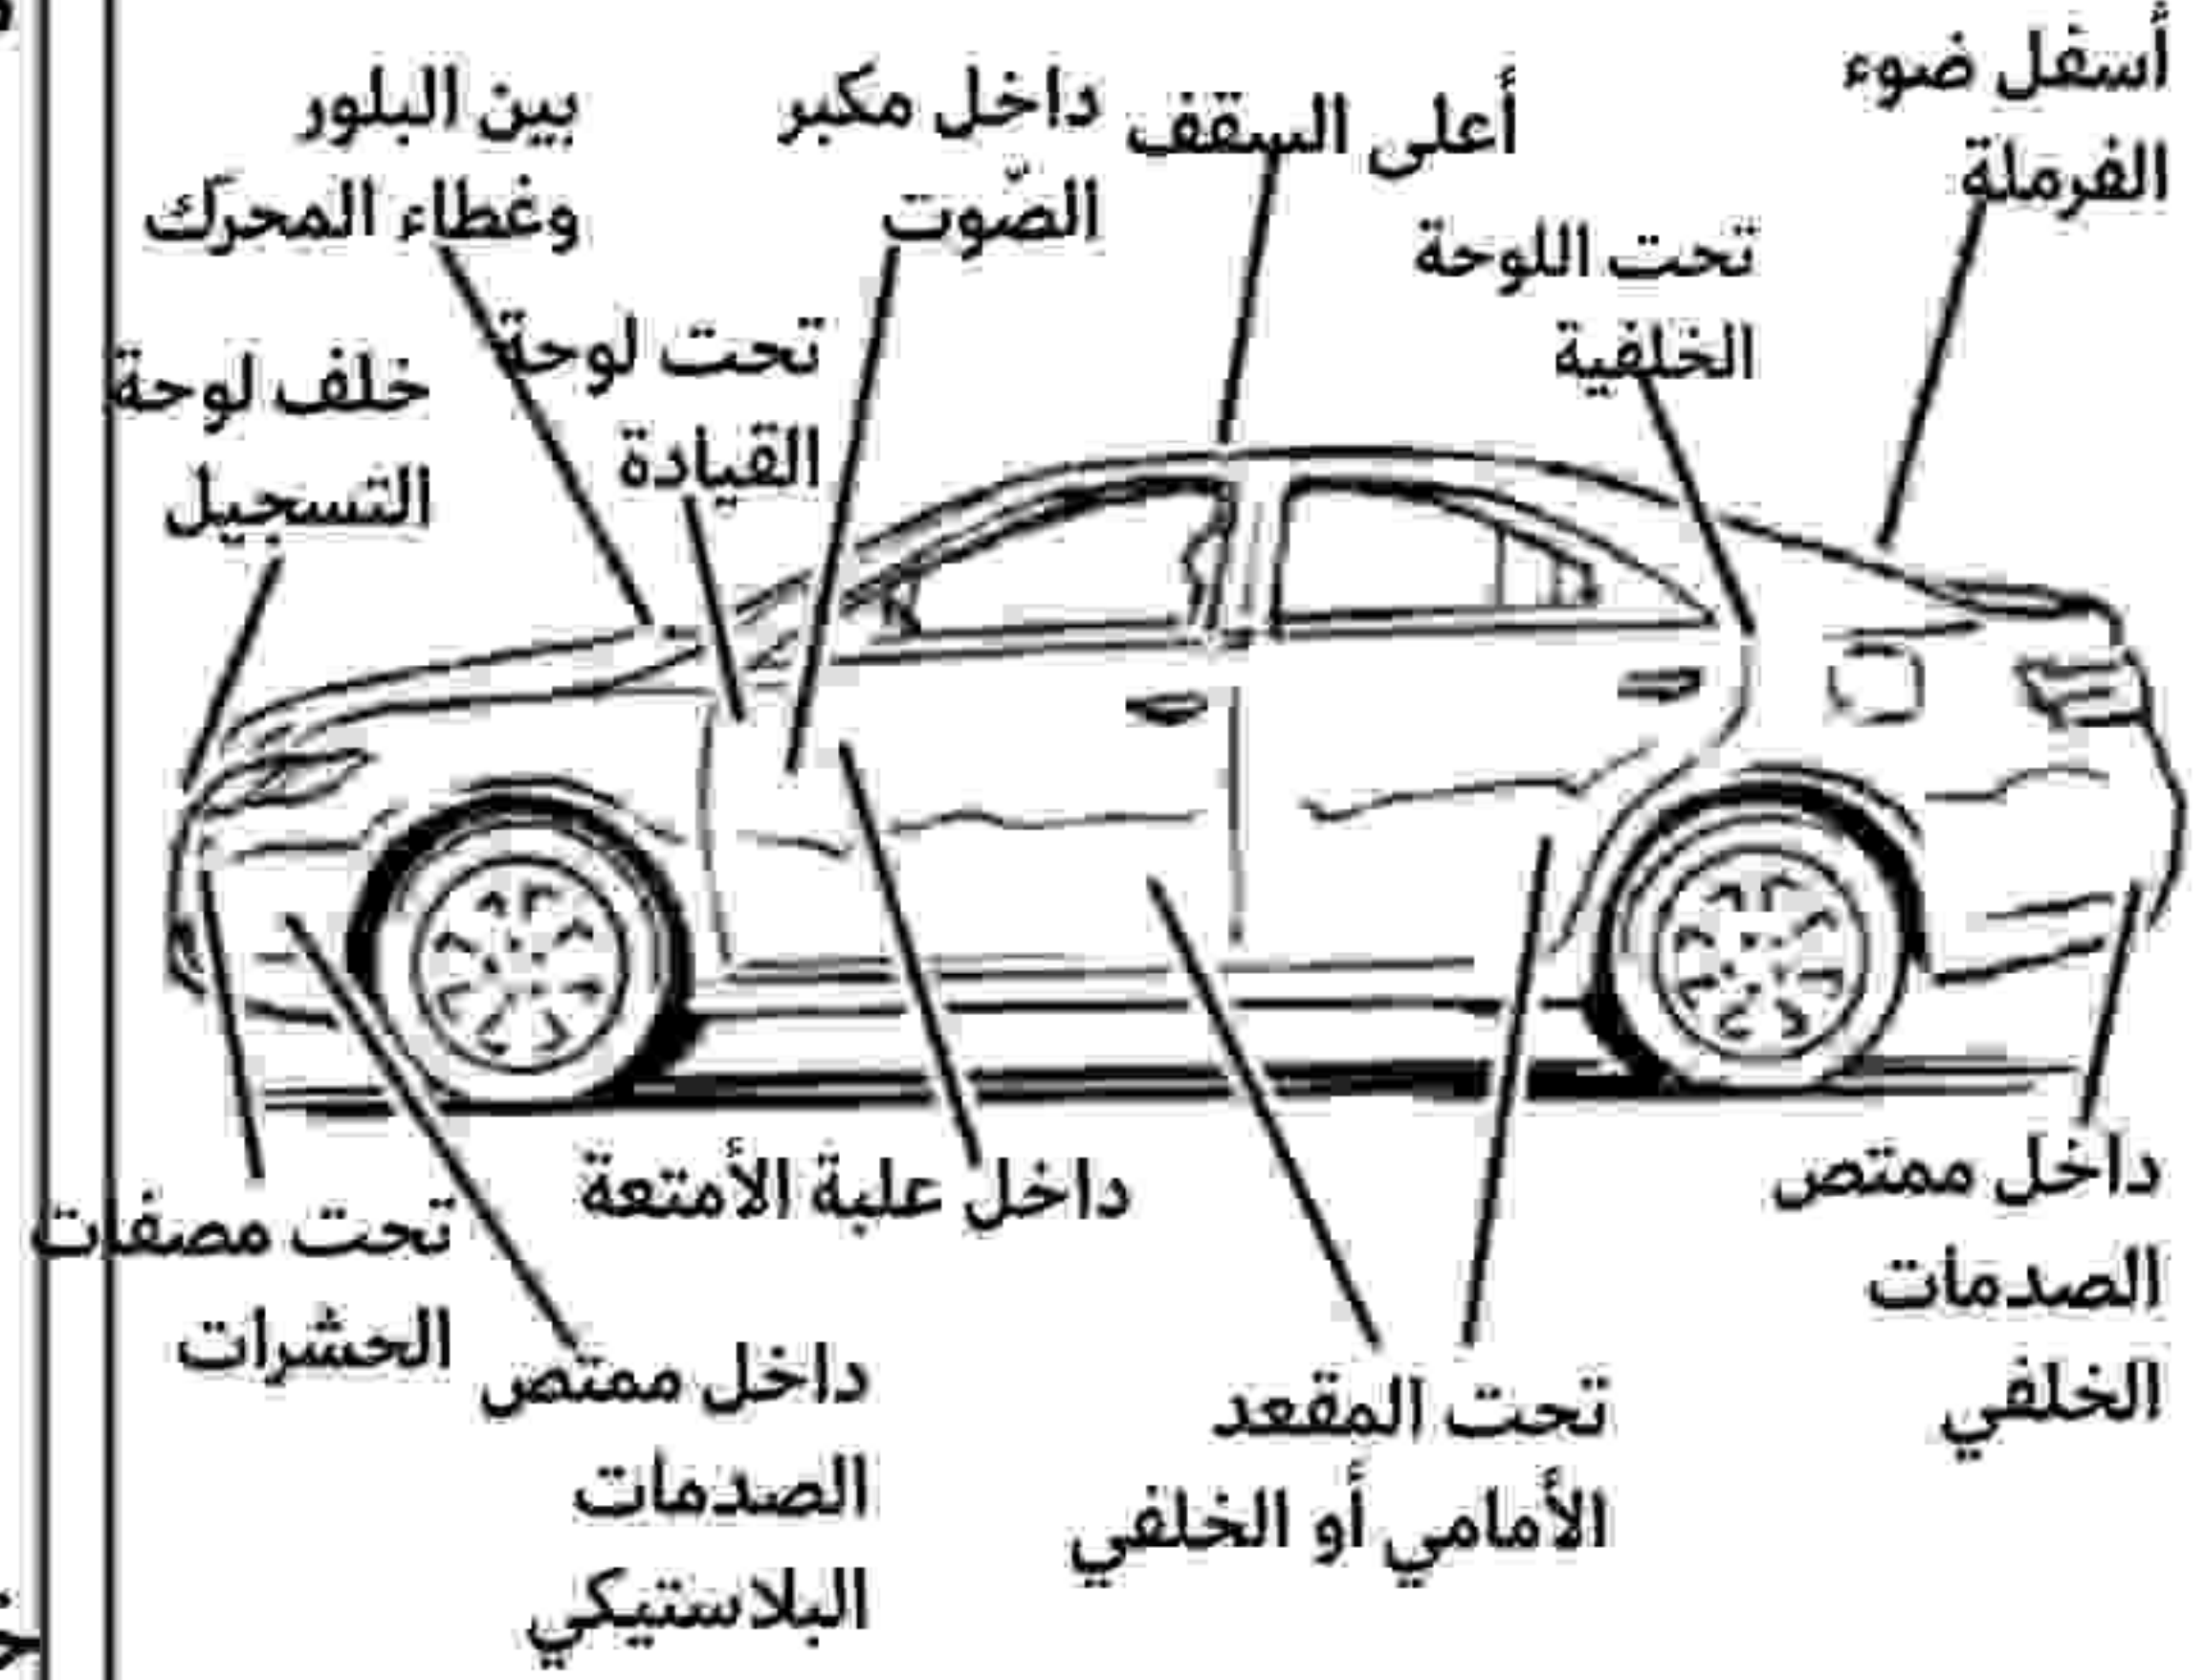 أسفل ضوء
الفرملة
أعلى السقف
داخل مكبر
الصّوت
بين البلور
وغطاء المحرك
تحت اللوحة
الخلفية
تحت لوحة
القيادة
خلف لوحة
التسجيل
داخل ممتص
الصدمات
الخلفي
تحت المقعد
الأمامي أو الخلفي
داخل علبة الأمتعة
داخل ممتص
الصدمات
البلاستيكي
تحت مصفات
الحشرات